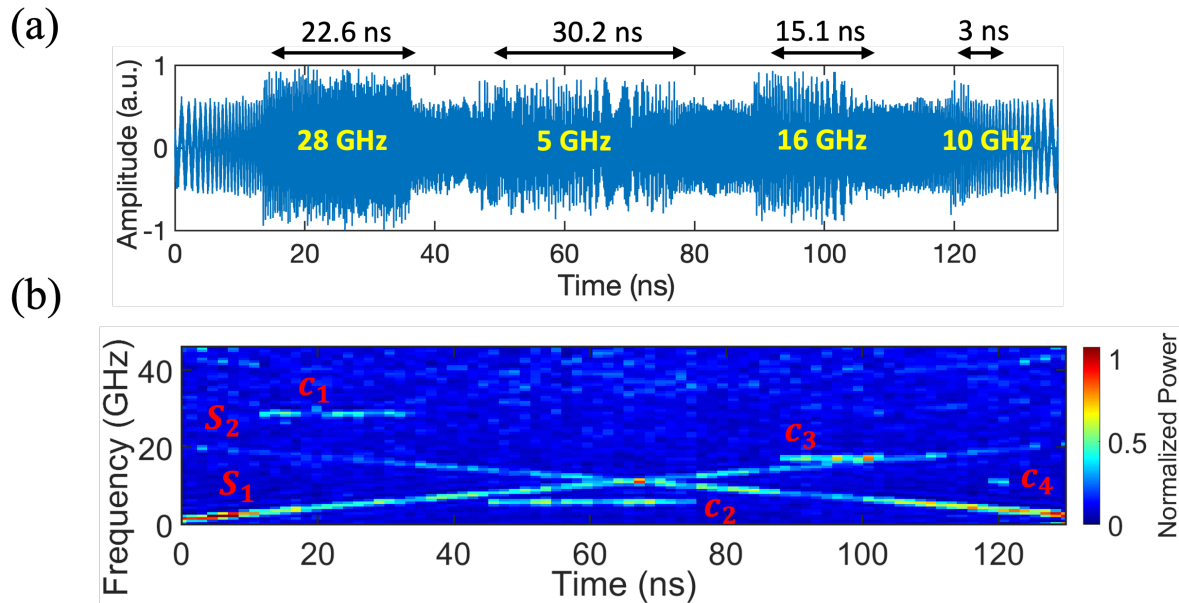 (a)
22.6 ns 30.2 ns 15.1 ns 3 ns
Amplitude (a.u.)
1
0
-1
28 GHz 5 GHz 16 GHz 10 GHz
0 20 40 60 80 100 120
Time (ns)
(b)
Frequency (GHz)
40
20
0
c1
S2
S1
c2
c3
c4
0 20 40 60 80 100 120
Time (ns)
1
0.5
0
Normalized Power